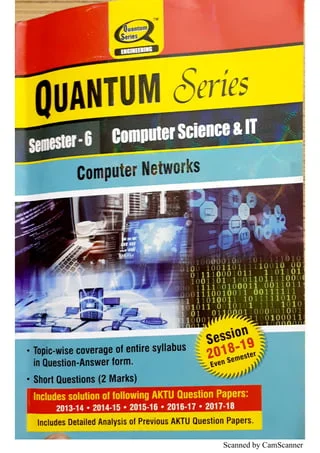 Quantum
Series
TM
ENGINEERING
QUANTUM Series
Semester - 6 Computer Science & IT
Computer Networks
Session
2018-19
Even Semester
• Topic-wise coverage of entire syllabus
in Question-Answer form.
• Short Questions (2 Marks)
Includes solution of following AKTU Question Papers:
2013-14 • 2014-15 • 2015-16 • 2016-17 • 2017-18
Includes Detailed Analysis of Previous AKTU Question Papers.
Scanned by CamScanner